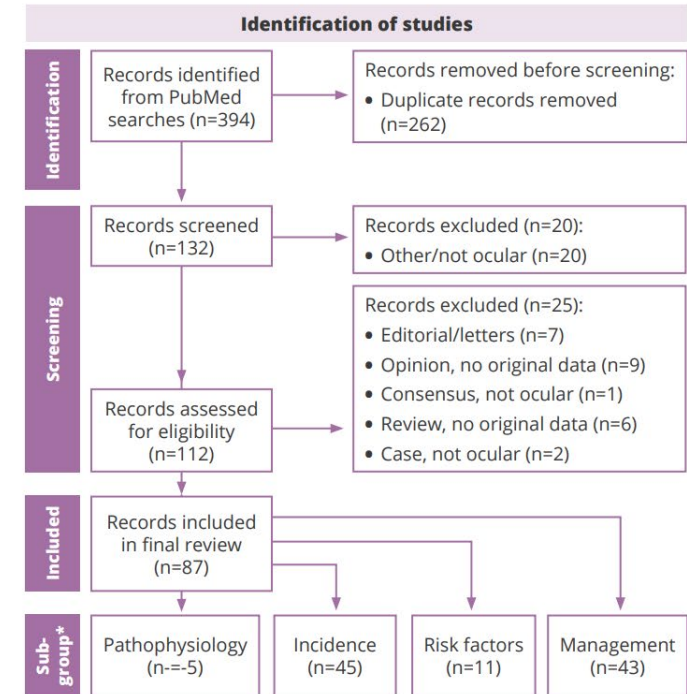 Identification of studies
Identification
Records identified
from PubMed
searches (n=394)
Records removed before screening:
• Duplicate records removed
(n=262)
Screening
Records screened
(n=132)
Records excluded (n=20):
• Other/not ocular (n=20)
Records assessed
for eligibility
(n=112)
Records excluded (n=25):
• Editorial/letters (n=7)
• Opinion, no original data (n=9)
• Consensus, not ocular (n=1)
• Review, no original data (n=6)
• Case, not ocular (n=2)
Included
Records included
in final review
(n=87)
Sub-
group*
Pathophysiology
(n-=-5)
Incidence
(n=45)
Risk factors
(n=11)
Management
(n=43)